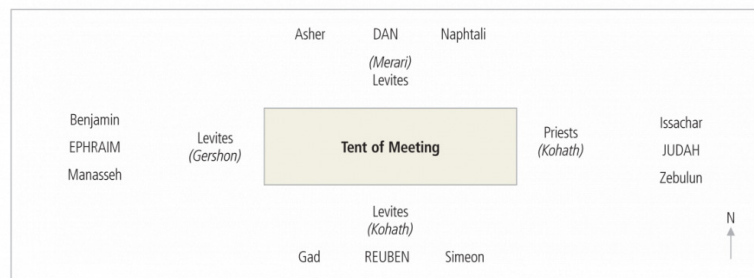 Asher DAN Naphtali
(Merari)
Levites
Benjamin
EPHRAIM
Manasseh
Levites
(Gershon)
Tent of Meeting
Priests
(Kohath)
Issachar
JUDAH
Zebulun
Levites
(Kohath)
Gad REUBEN Simeon
N